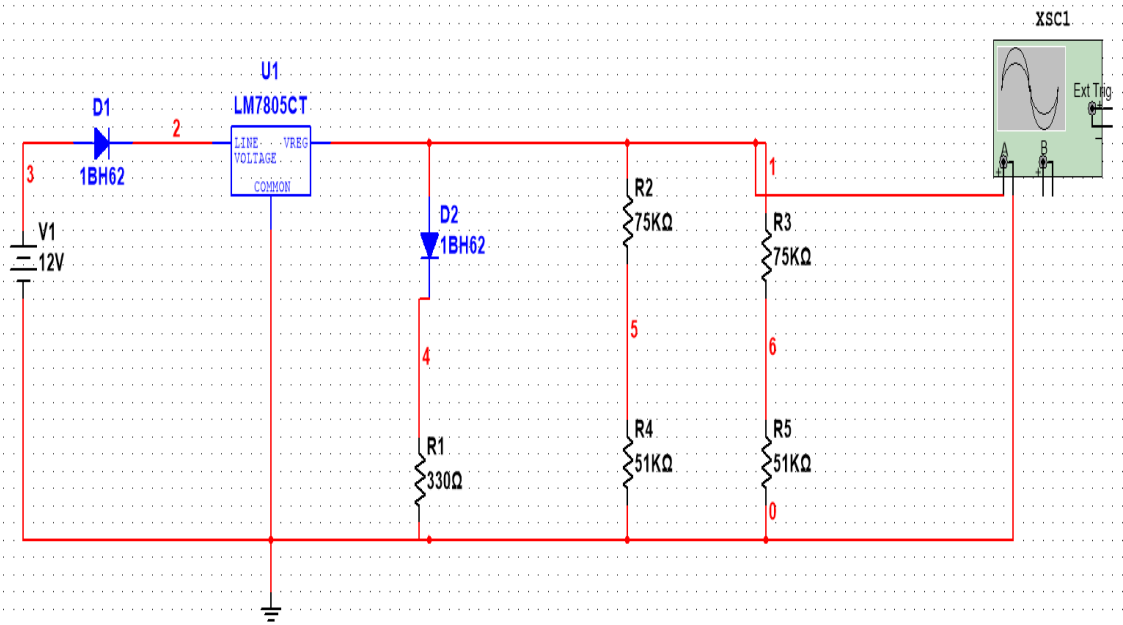 XSC1
Ext Trig
+
_
A
B
+
_
+
_
U1
LM7805CT
D1
1BH62
2
LINE VREG
VOLTAGE
COMMON
3
V1
12V
D2
1BH62
4
R1
330Ω
R2
75KΩ
5
R4
51KΩ
1
R3
75KΩ
6
R5
51KΩ
0